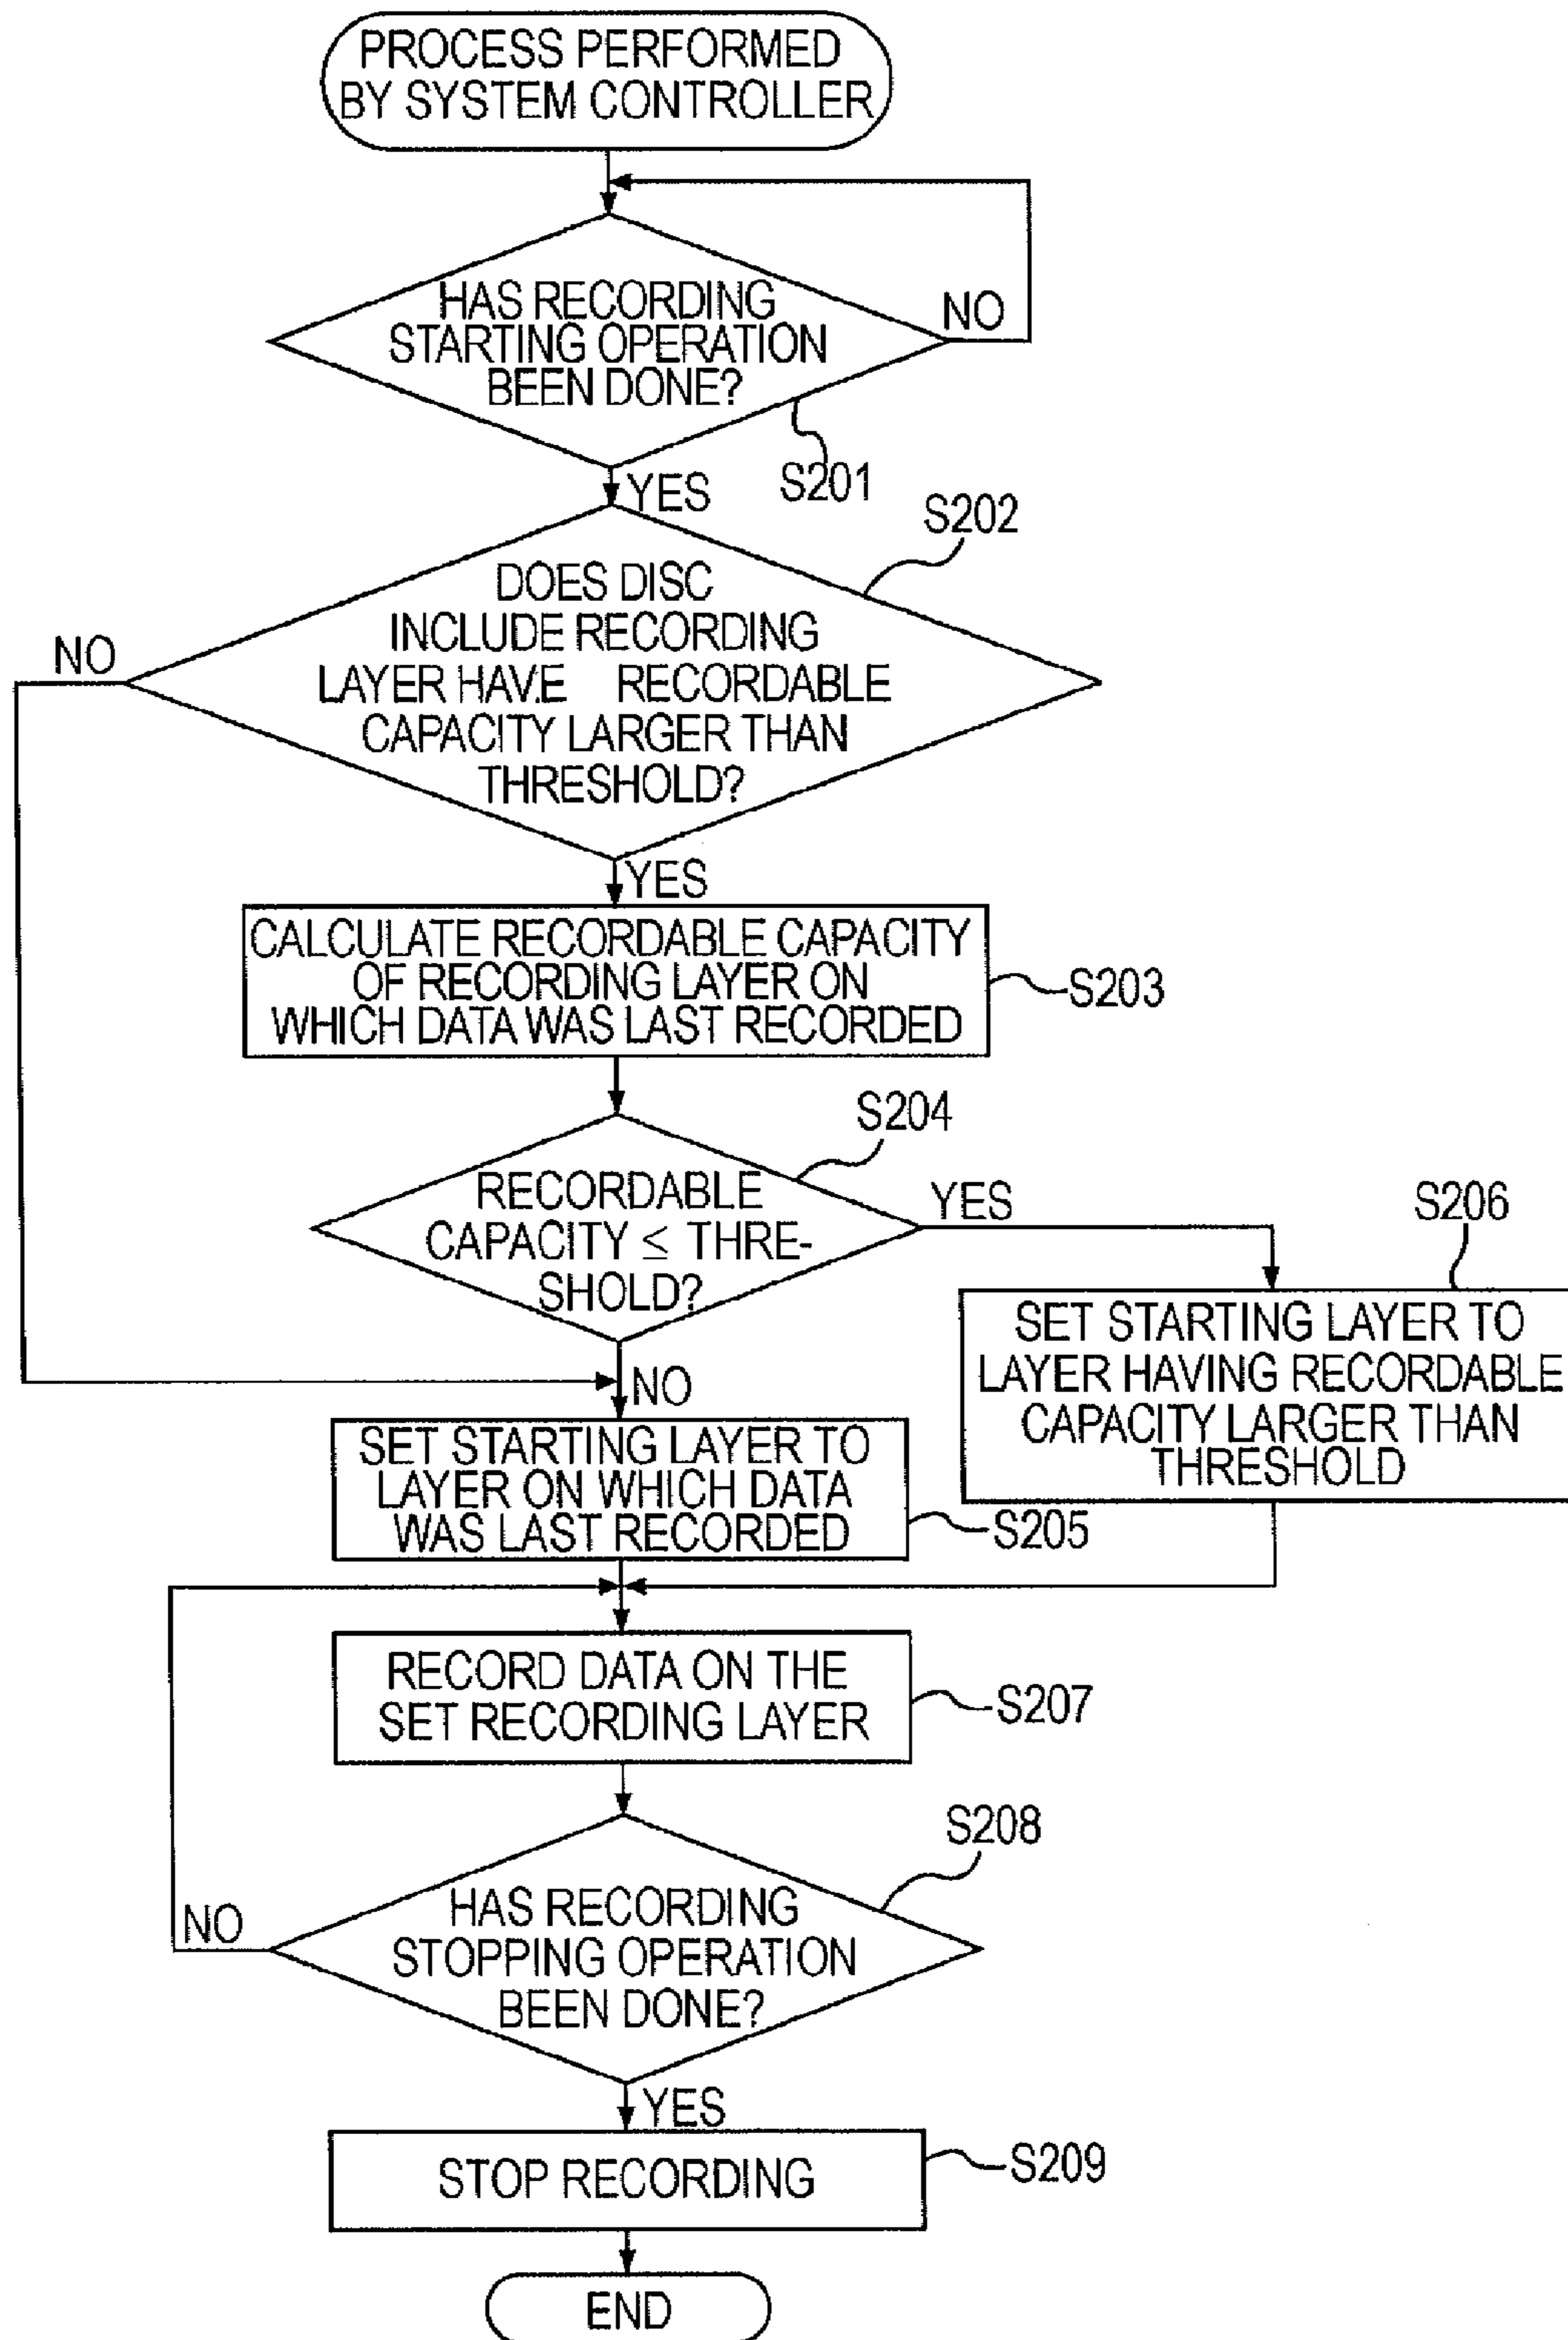 PROCESS PERFORMED
BY SYSTEM CONTROLLER
HAS RECORDING
STARTING OPERATION
BEEN DONE?
NO
S201
YES
S202
DOES DISC
INCLUDE RECORDING
LAYER HAVE RECORDABLE
CAPACITY LARGER THAN
THRESHOLD?
NO
YES
CALCULATE RECORDABLE CAPACITY
OF RECORDING LAYER ON
WHICH DATA WAS LAST RECORDED
S203
S204
RECORDABLE
CAPACITY ≤ THRE-
SHOLD?
YES
S206
SET STARTING LAYER TO
LAYER HAVING RECORDABLE
CAPACITY LARGER THAN
THRESHOLD
NO
SET STARTING LAYER TO
LAYER ON WHICH DATA
WAS LAST RECORDED
S205
RECORD DATA ON THE
SET RECORDING LAYER
S207
S208
HAS RECORDING
STOPPING OPERATION
BEEN DONE?
NO
YES
STOP RECORDING
S209
END